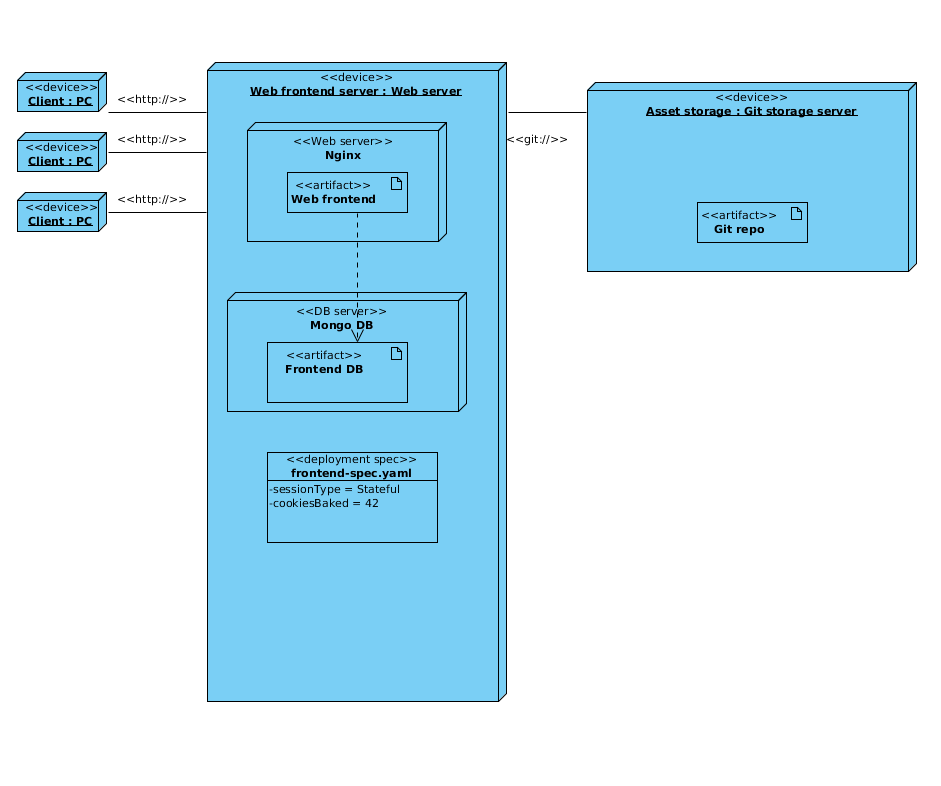 <<device>>
Client : PC
<<http://>>
<<device>>
Client : PC
<<http://>>
<<device>>
Client : PC
<<http://>>
<<device>>
Web frontend server : Web server
<<Web server>>
Nginx
<<artifact>>
Web frontend
<<DB server>>
Mongo DB
<<artifact>>
Frontend DB
<<deployment spec>>
frontend-spec.yaml
-sessionType = Stateful
-cookiesBaked = 42
<<git://>>
<<device>>
Asset storage : Git storage server
<<artifact>>
Git repo